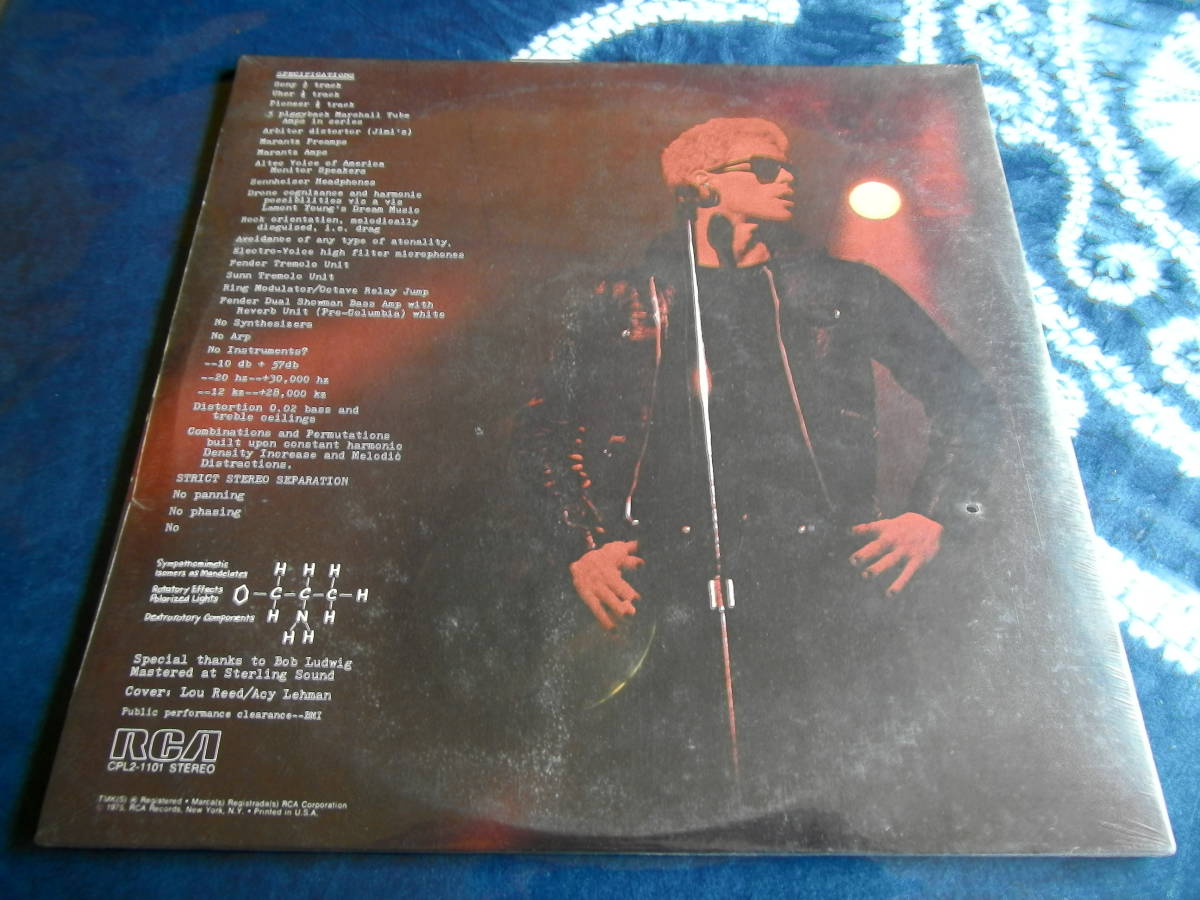 SPECIFICATIONS
Sony ½ track
Uher ¼ track
Pioneer ¼ track
5 piggyback Marshall Tube
Amps in series
Arbiter distorter (Jimi's)
Marantz Preamps
Marantz Amps
Altec Voice of America
Monitor Speakers
Sennheiser Headphones
Drone cognizance and harmonic
possibilities vis a vis
Lamont Young's Dream Music
Rock orientation, melodically
disguised, i.e. drag
Avoidance of any type of atonality.
Electro-Voice high filter microphones
Fender Tremolo Unit
Sunn Tremolo Unit
Ring Modulator/Octave Relay Jump
Fender Dual Showman Bass Amp with
Reverb Unit (Pre-Columbia) white
No Synthesizers
No Arp
No Instruments?
--10 db + 57db
--20 hz--+30,000 hz
--12 kz--+28,000 kz
Distortion 0.02 bass and
treble ceilings
Combinations and Permutations
built upon constant harmonic
Density Increase and Melodic
Distractions.
STRICT STEREO SEPARATION
No panning
No phasing
No
Sympathomimetic
isomers as Mandelates
H H H
Rotatory Effects
Polarized Lights
C C C H
Dextrorotory Components
H N H
H H
Special thanks to Bob Ludwig
Mastered at Sterling Sound
Cover: Lou Reed/Acy Lehman
Public performance clearance--BMI
RCA
CPL2-1101 STEREO
TMK(S) ® Registered • Marca(s) Registrada(s) RCA Corporation
© 1975, RCA Records, New York, N.Y. • Printed in U.S.A.